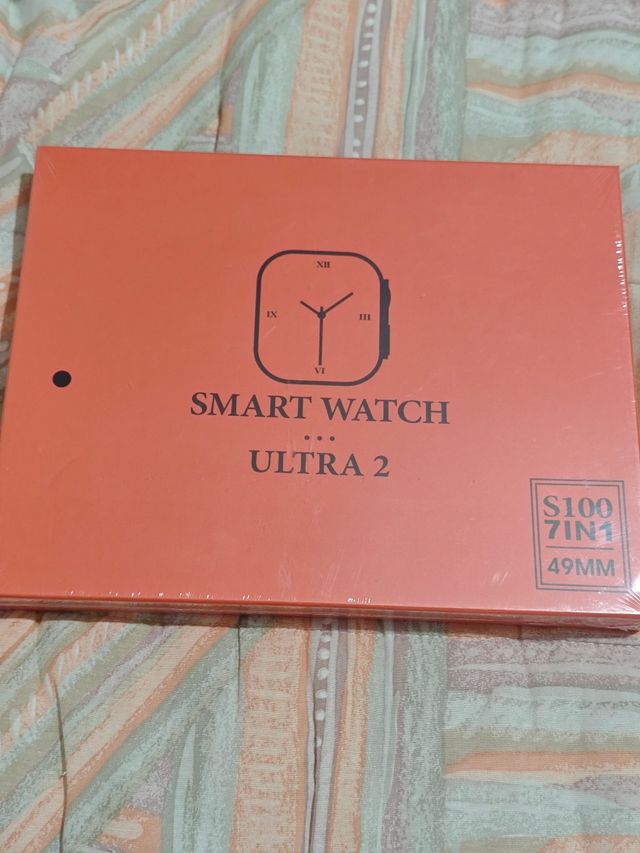 XII
IX
III
VI
SMART WATCH
...
ULTRA 2
S100
7IN1
49MM